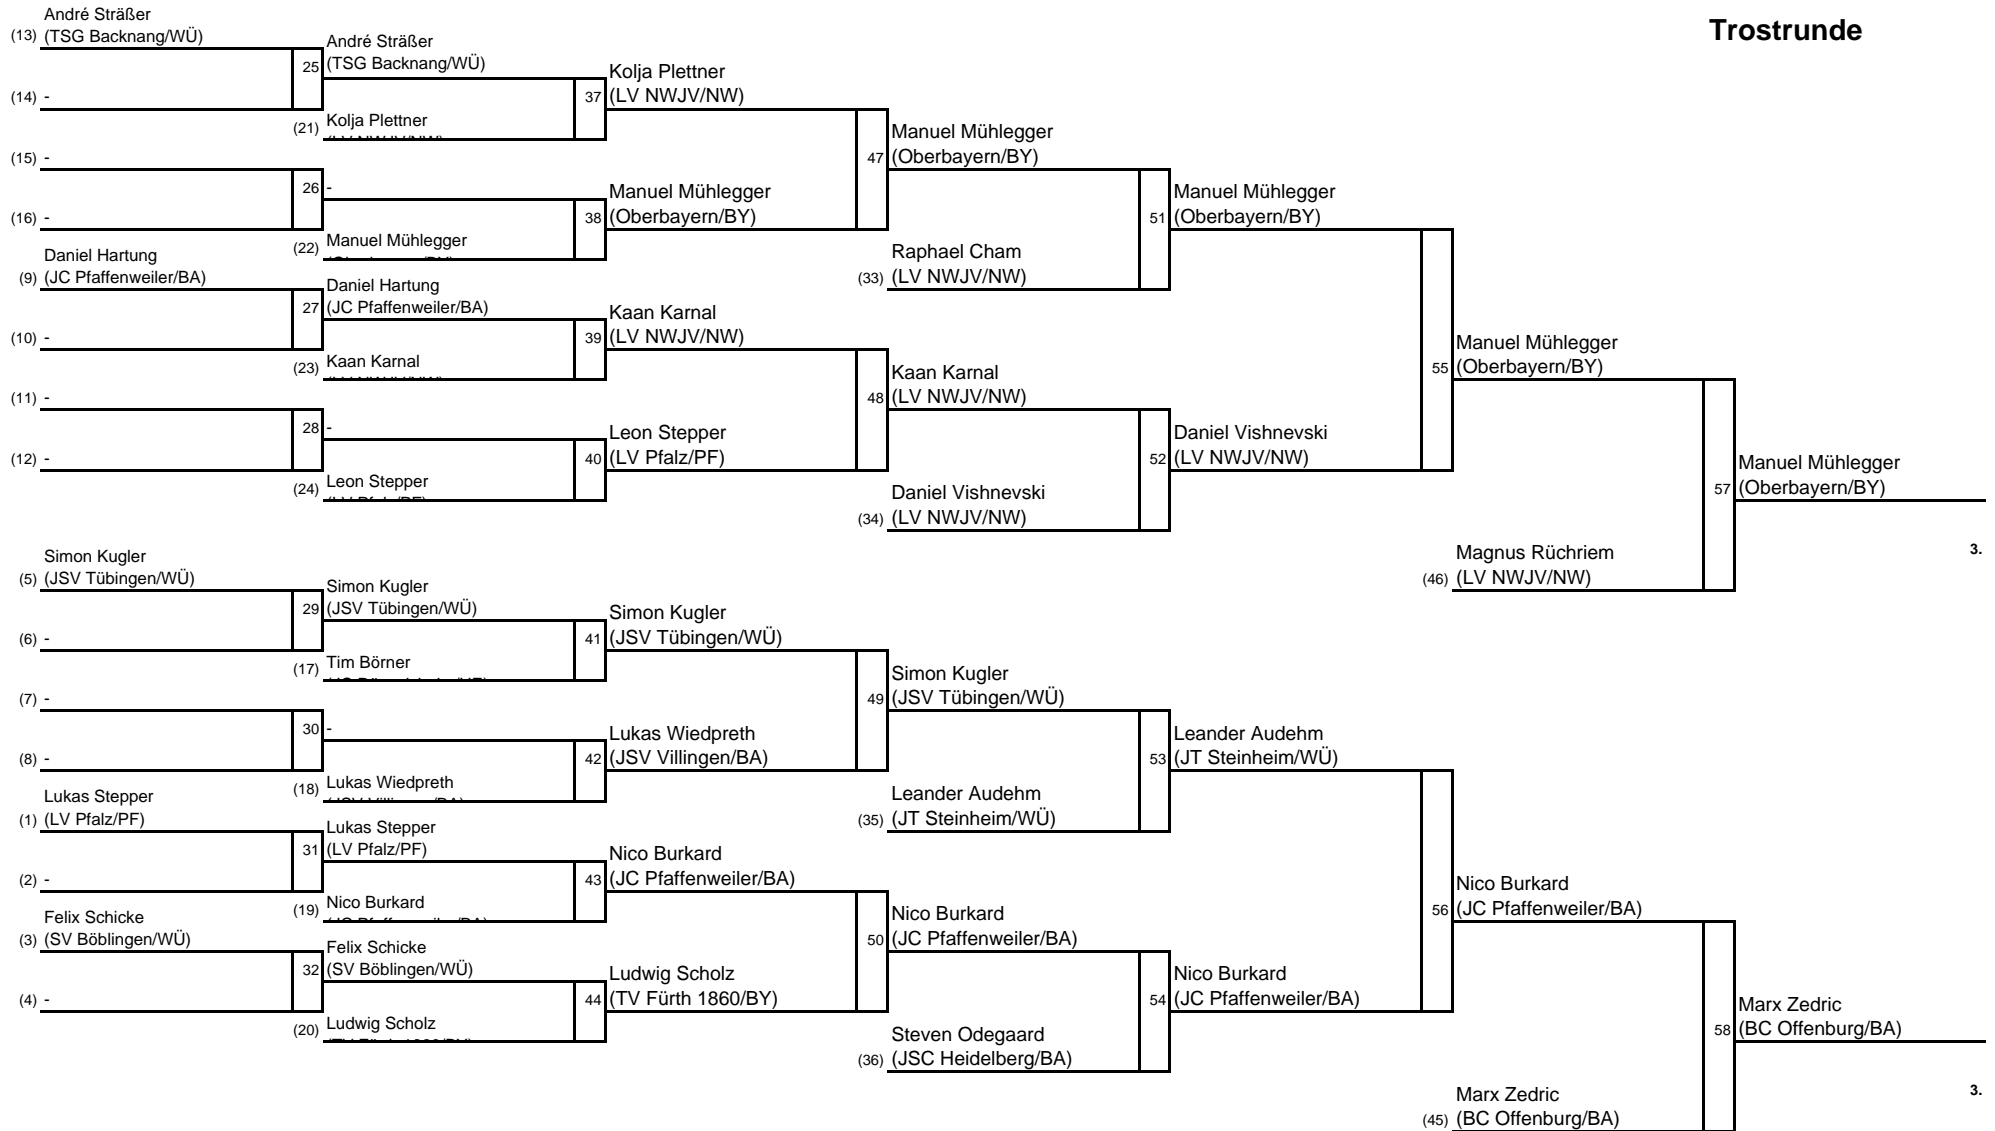 Trostrunde
André Sträßer
(13) (TSG Backnang/WÜ)
(14) -
(15) -
(16) -
Daniel Hartung
(9) (JC Pfaffenweiler/BA)
(10) -
(11) -
(12) -
Simon Kugler
(5) (JSV Tübingen/WÜ)
(6) -
(7) -
(8) -
Lukas Stepper
(1) (LV Pfalz/PF)
(2) -
Felix Schicke
(3) (SV Böblingen/WÜ)
(4) -
André Sträßer
25 (TSG Backnang/WÜ)
(21) Kolja Plettner
26 -
(22) Manuel Mühlegger
Daniel Hartung
27 (JC Pfaffenweiler/BA)
(23) Kaan Karnal
28 -
(24) Leon Stepper
Simon Kugler
29 (JSV Tübingen/WÜ)
(17) Tim Börner
30 -
(18) Lukas Wiedpreth
Lukas Stepper
31 (LV Pfalz/PF)
(19) Nico Burkard
Felix Schicke
32 (SV Böblingen/WÜ)
(20) Ludwig Scholz
Kolja Plettner
37 (LV NWJV/NW)
Manuel Mühlegger
38 (Oberbayern/BY)
Kaan Karnal
39 (LV NWJV/NW)
Leon Stepper
40 (LV Pfalz/PF)
Simon Kugler
41 (JSV Tübingen/WÜ)
Lukas Wiedpreth
42 (JSV Villingen/BA)
Nico Burkard
43 (JC Pfaffenweiler/BA)
Ludwig Scholz
44 (TV Fürth 1860/BY)
Manuel Mühlegger
47 (Oberbayern/BY)
Raphael Cham
(33) (LV NWJV/NW)
Kaan Karnal
48 (LV NWJV/NW)
Daniel Vishnevski
(34) (LV NWJV/NW)
Simon Kugler
49 (JSV Tübingen/WÜ)
Leander Audehm
(35) (JT Steinheim/WÜ)
Nico Burkard
50 (JC Pfaffenweiler/BA)
Steven Odegaard
(36) (JSC Heidelberg/BA)
Manuel Mühlegger
51 (Oberbayern/BY)
Daniel Vishnevski
52 (LV NWJV/NW)
Leander Audehm
53 (JT Steinheim/WÜ)
Nico Burkard
54 (JC Pfaffenweiler/BA)
Manuel Mühlegger
55 (Oberbayern/BY)
Magnus Rüchriem
(46) (LV NWJV/NW)
Nico Burkard
56 (JC Pfaffenweiler/BA)
Marx Zedric
(45) (BC Offenburg/BA)
Manuel Mühlegger
57 (Oberbayern/BY)
3.
Marx Zedric
58 (BC Offenburg/BA)
3.